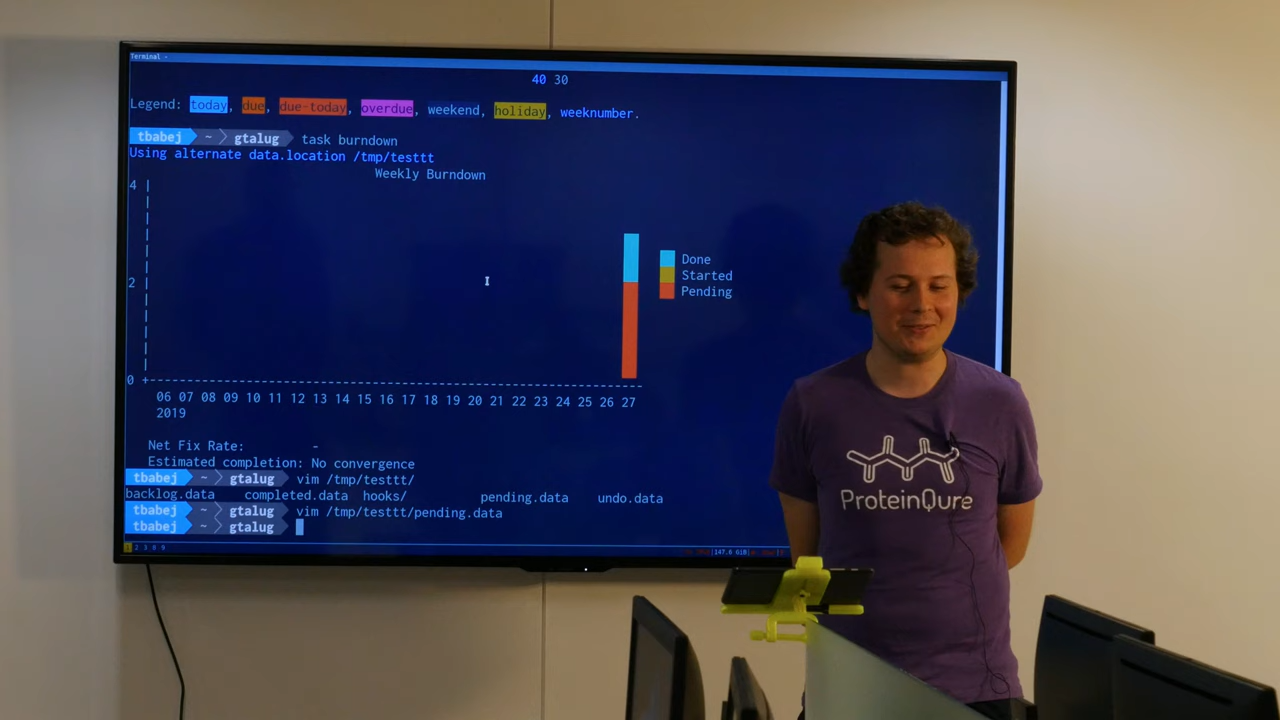 Terminal -
40 30
Legend: today, due, due-today, overdue, weekend, holiday, weeknumber.
tbabej ~ gtalug task burndown
Using alternate data.location /tmp/testtt
Weekly Burndown
4
Done
2 Started
Pending
0
06 07 08 09 10 11 12 13 14 15 16 17 18 19 20 21 22 23 24 25 26 27
2019
Net Fix Rate: -
Estimated completion: No convergence
tbabej ~ gtalug vim /tmp/testtt/
backlog.data completed.data hooks/ pending.data undo.data
tbabej ~ gtalug vim /tmp/testtt/pending.data
tbabej ~ gtalug
147.6 GiB
ProteinQure